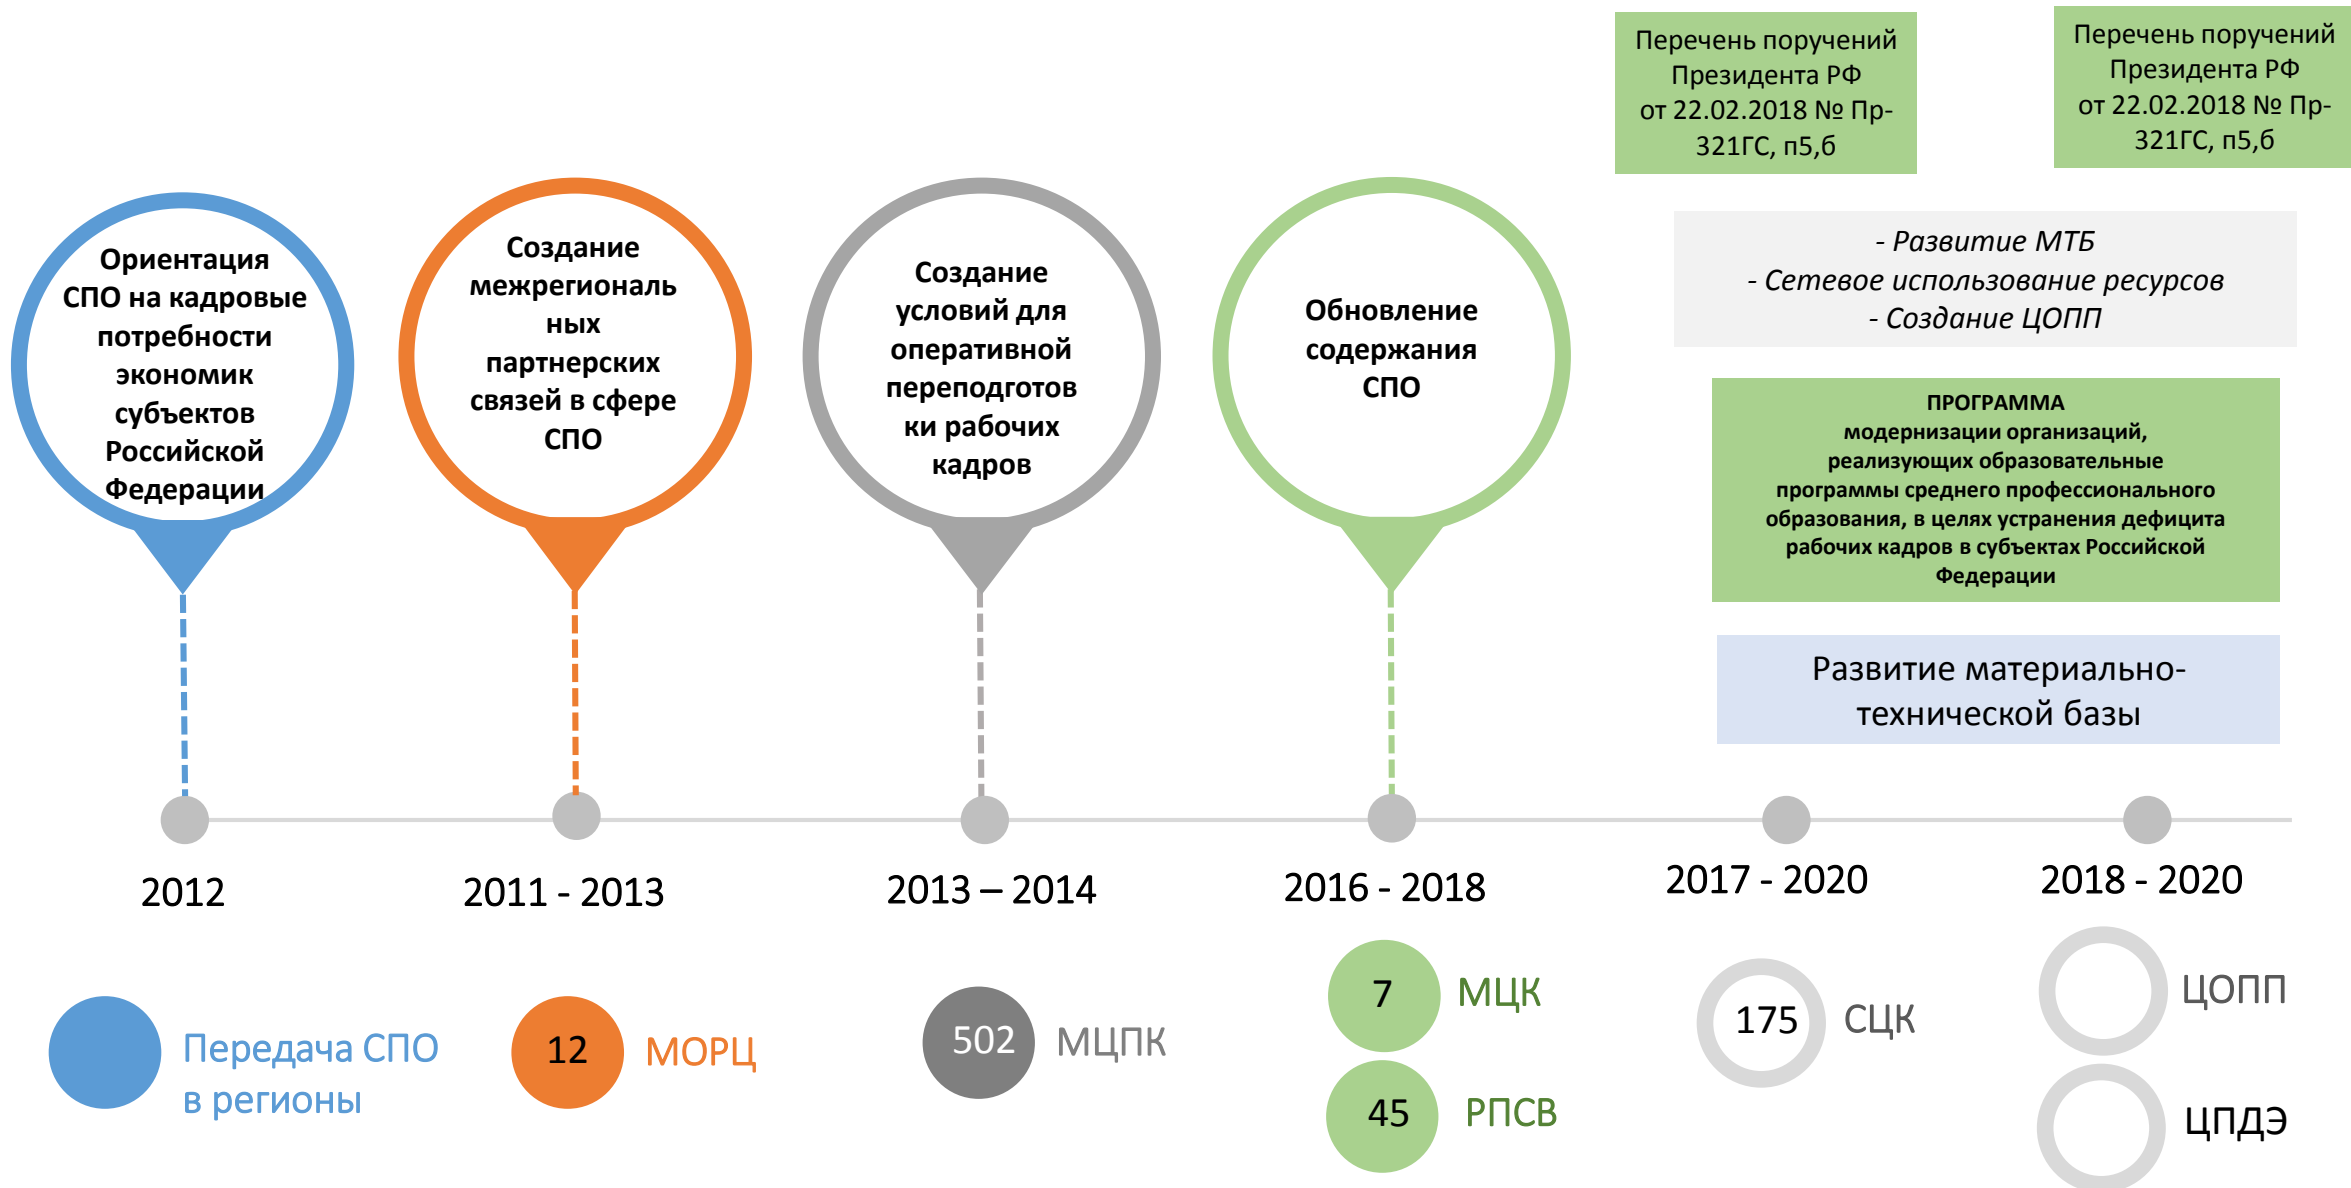 Перечень поручений
Президента РФ
от 22.02.2018 № Пр-
321ГС, п5,б
Перечень поручений
Президента РФ
от 22.02.2018 № Пр-
321ГС, п5,б
Ориентация
СПО на кадровые
потребности
экономик
субъектов
Российской
Федерации
Создание
межрегиональ
ных
партнерских
связей в сфере
СПО
Создание
условий для
оперативной
переподготов
ки рабочих
кадров
Обновление
содержания
СПО
- Развитие МТБ
- Сетевое использование ресурсов
- Создание ЦОПП
ПРОГРАММА
модернизации организаций,
реализующих образовательные
программы среднего профессионального
образования, в целях устранения дефицита
рабочих кадров в субъектах Российской
Федерации
Развитие материально-
технической базы
2012
2011 - 2013
2013 – 2014
2016 - 2018
2017 - 2020
2018 - 2020
Передача СПО
в регионы
12
МОРЦ
502
МЦПК
7
МЦК
45
РПСВ
175
СЦК
ЦОПП
ЦПДЭ